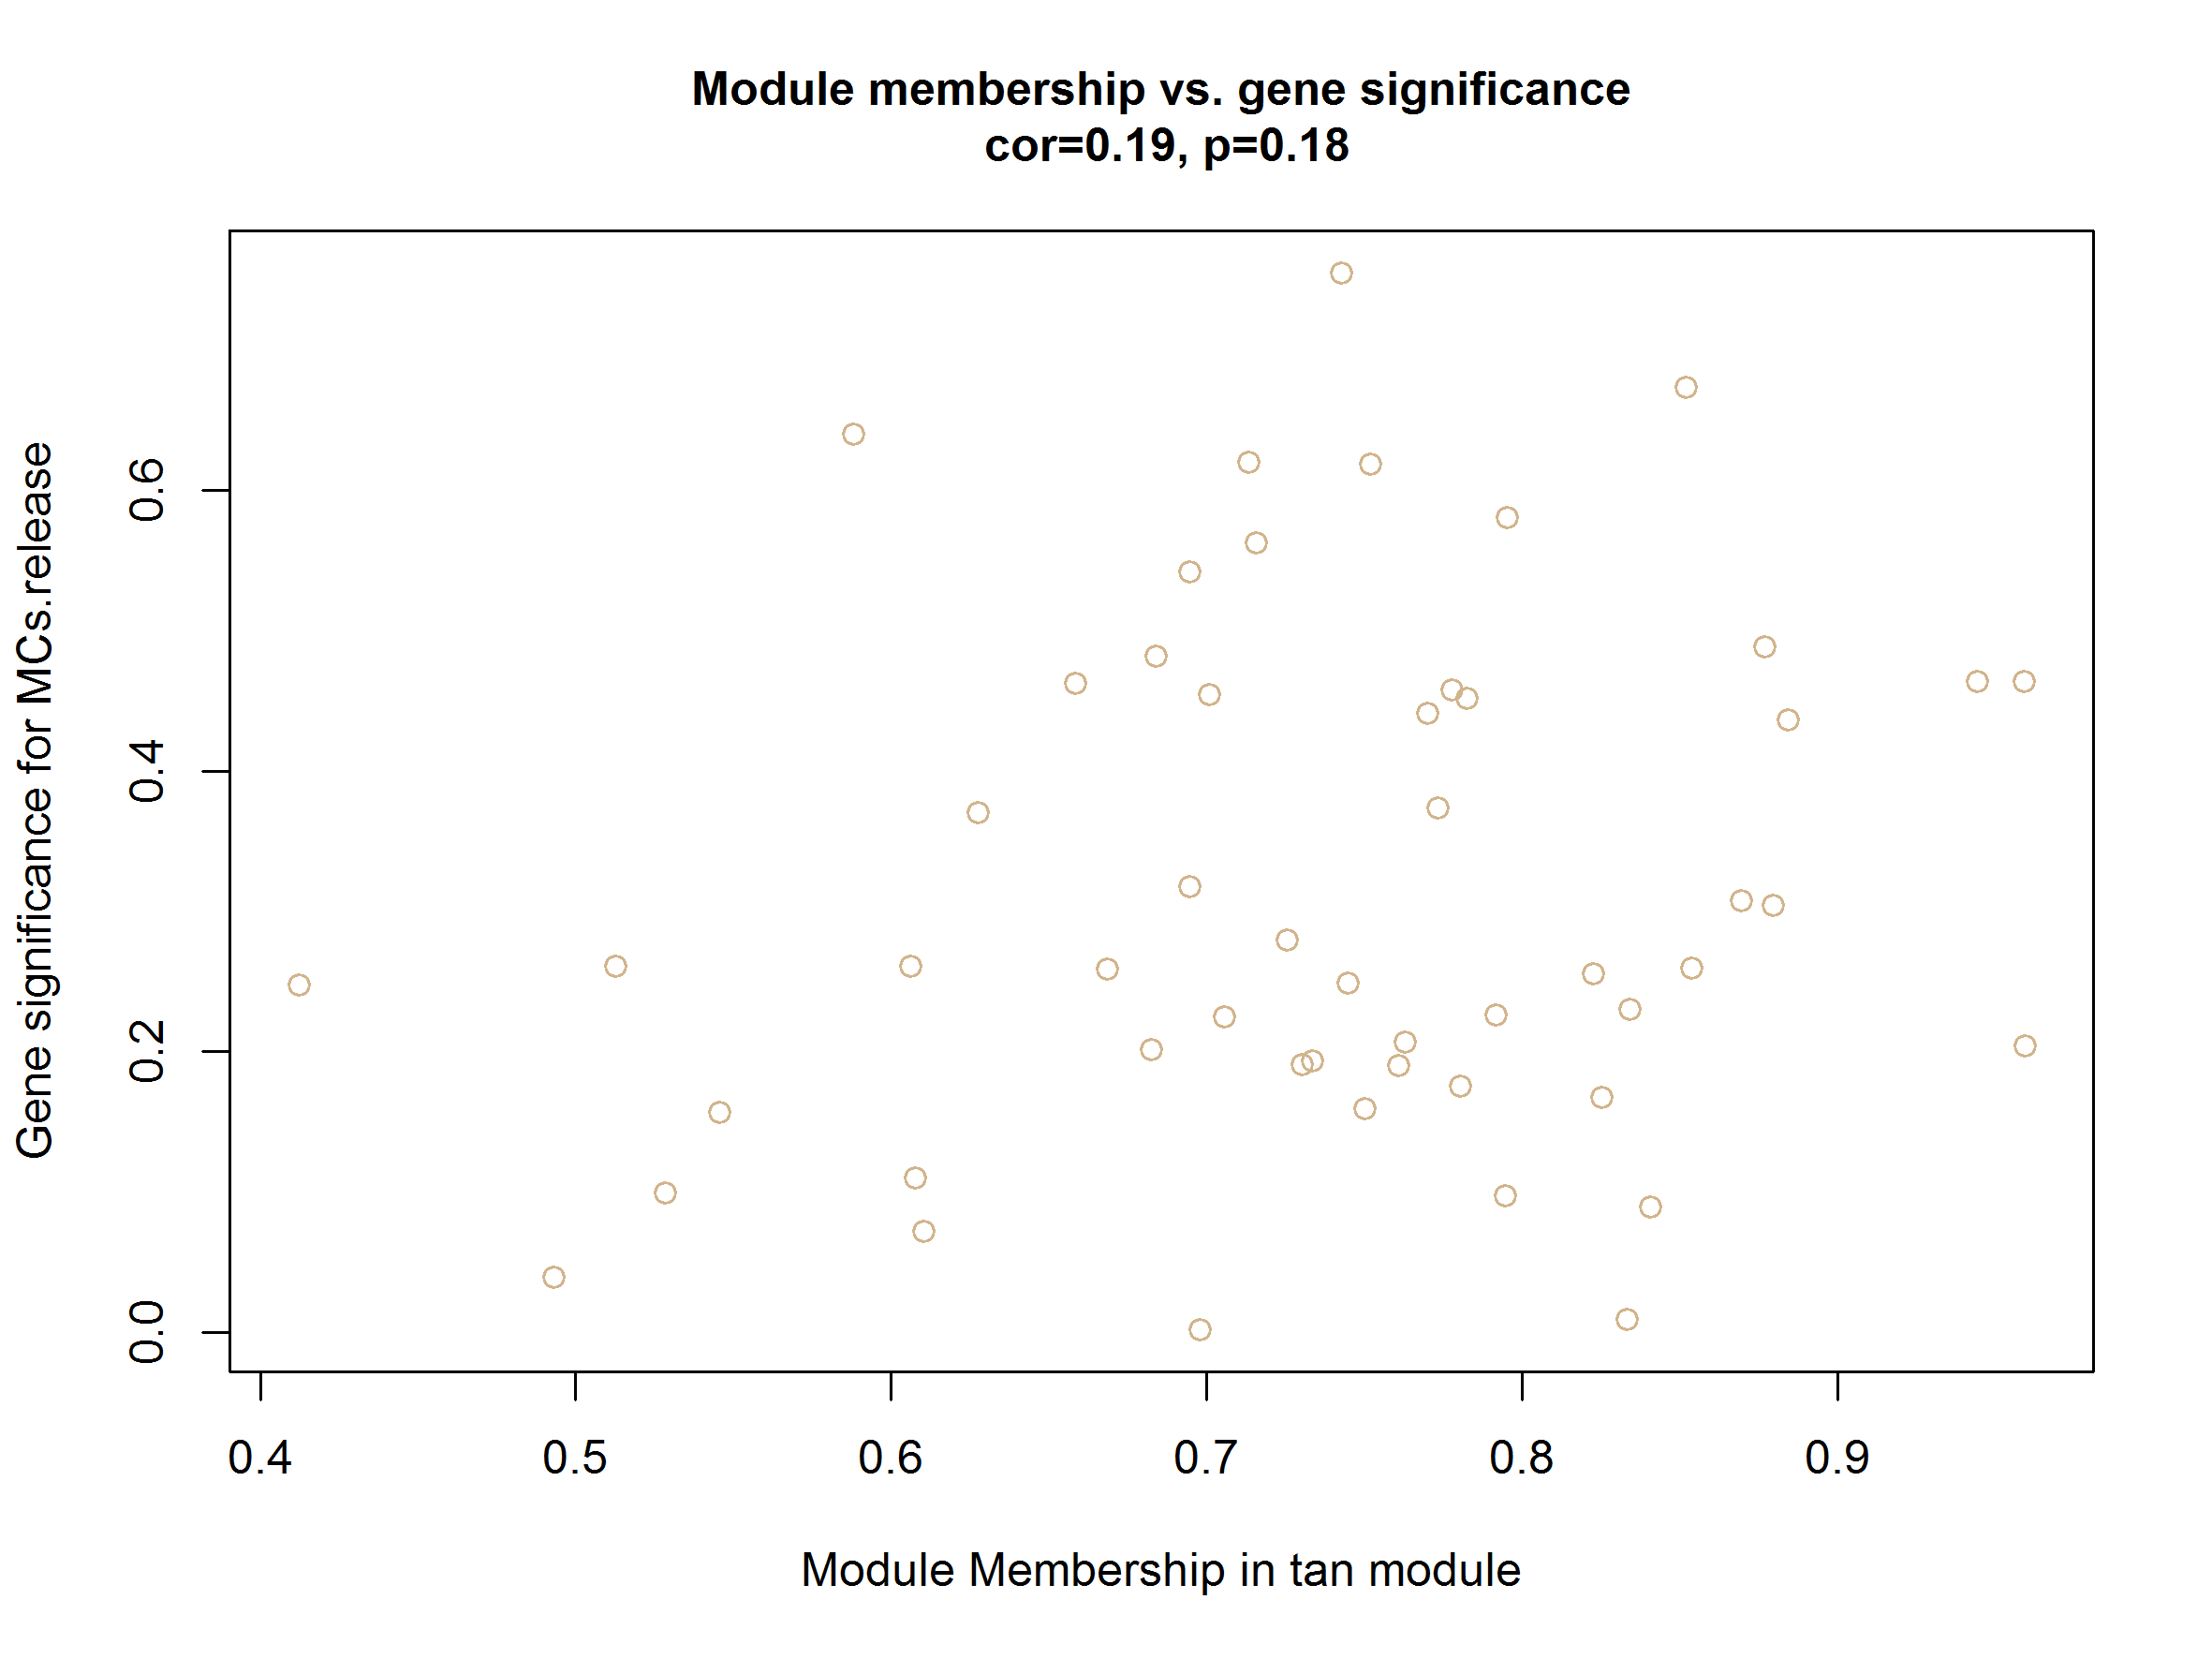 Module membership vs. gene significance
cor=0.19, p=0.18
Gene significance for MCs.release
0.6
0.4
0.2
0.0
0.4 0.5 0.6 0.7 0.8 0.9
Module Membership in tan module